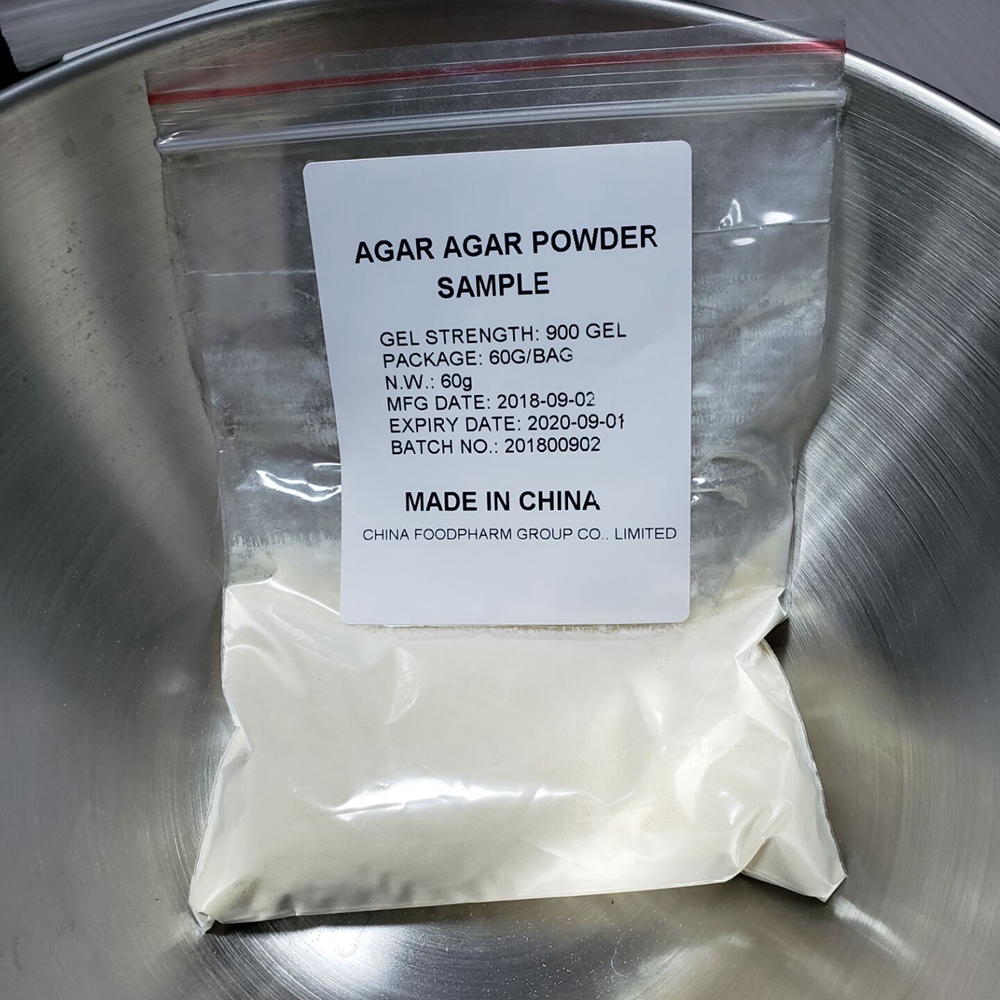 AGAR AGAR POWDER
SAMPLE
GEL STRENGTH: 900 GEL
PACKAGE: 60G/BAG
N.W.: 60g
MFG DATE: 2018-09-02
EXPIRY DATE: 2020-09-01
BATCH NO.: 201800902
MADE IN CHINA
CHINA FOODPHARM GROUP CO.. LIMITED